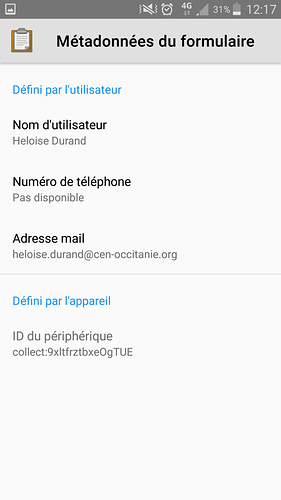 4G 31% 12:17
Métadonnées du formulaire
Défini par l'utilisateur
Nom d'utilisateur
Heloise Durand
Numéro de téléphone
Pas disponible
Adresse mail
heloise.durand@cen-occitanie.org
Défini par l'appareil
ID du périphérique
collect:9xltfrztbxeOgTUE